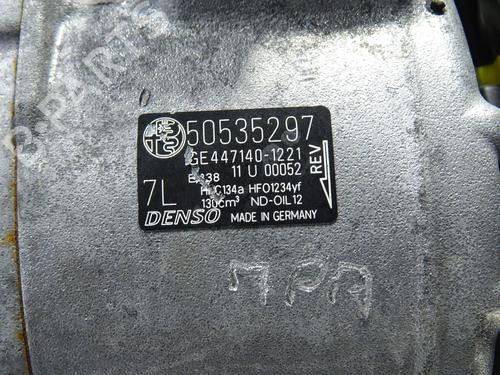 B-PARTS
50535297
GE447140-1221
11 U 00052
REV
7L
HFC134a HFO1234yf
130cm³ ND-OIL12
DENSO
MADE IN GERMANY